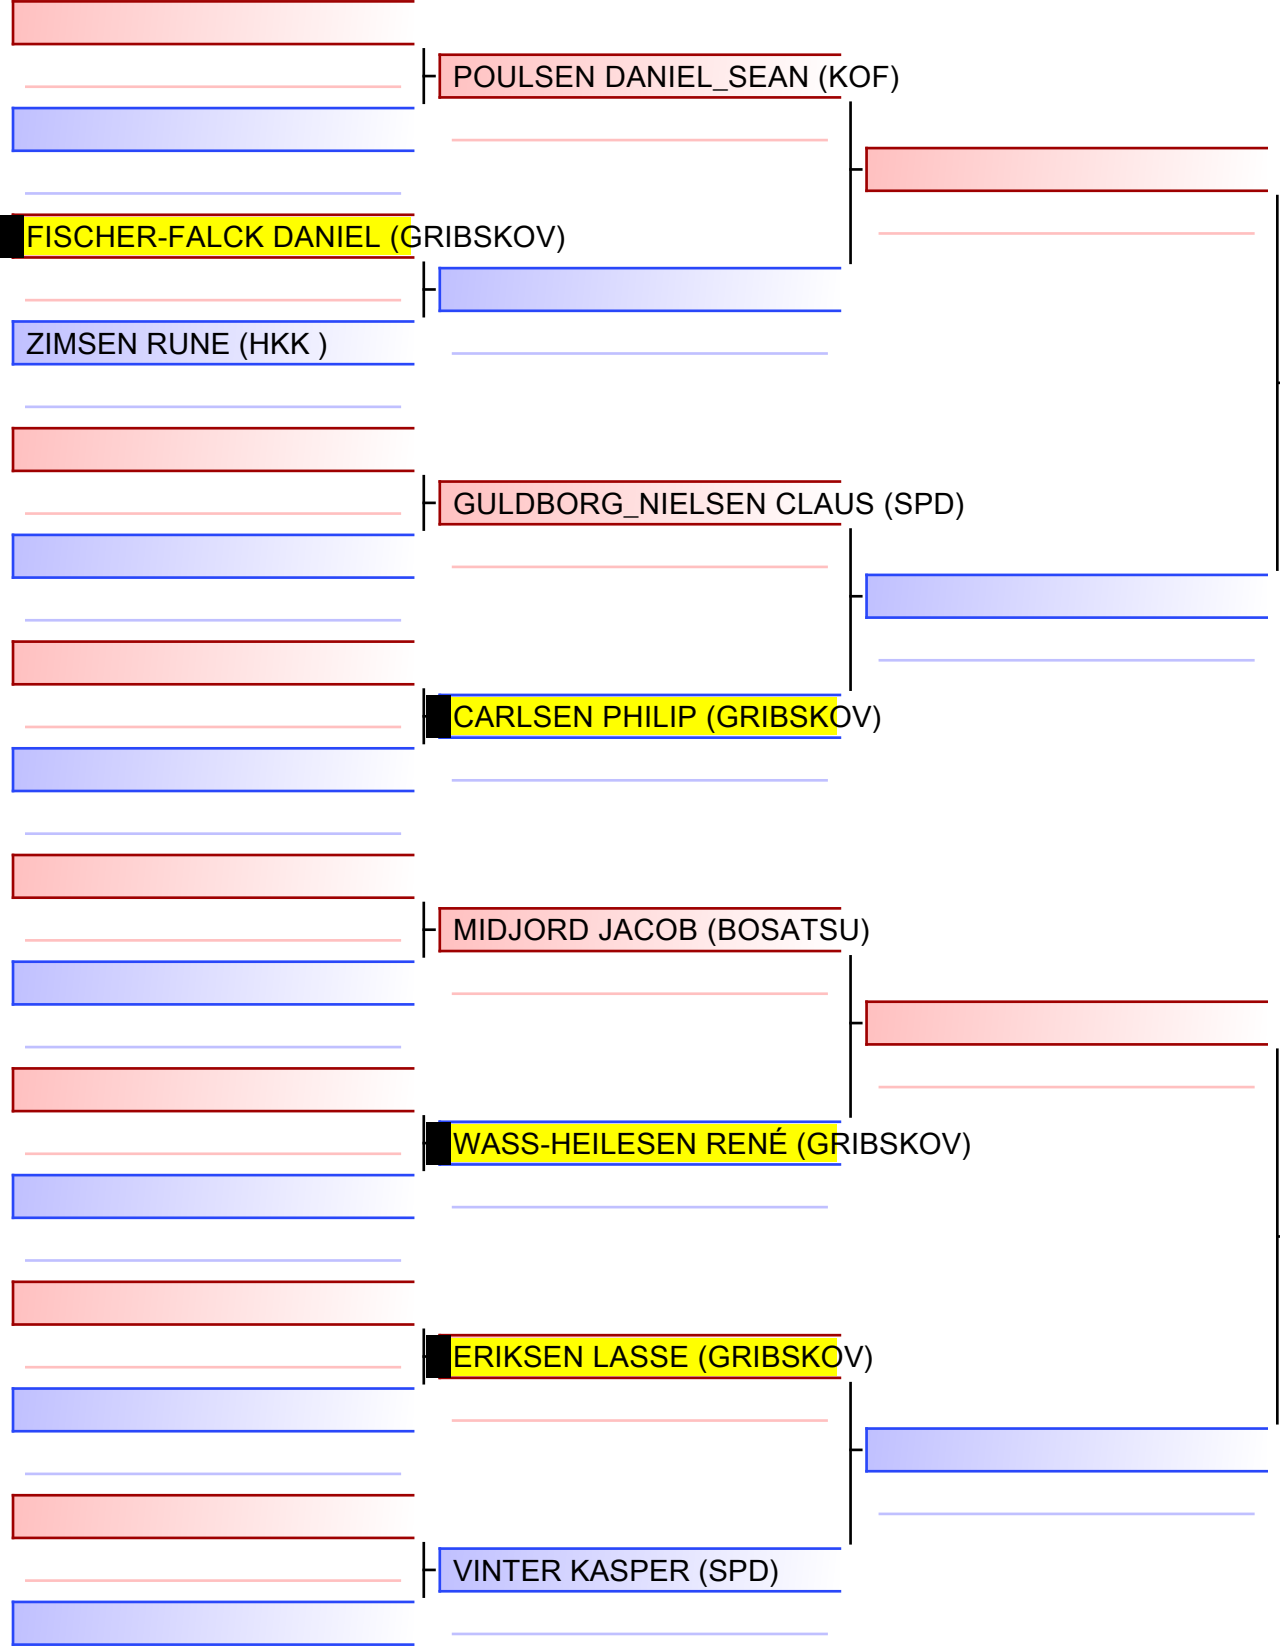 POULSEN DANIEL_SEAN (KOF)
FISCHER-FALCK DANIEL (GRIBSKOV)
ZIMSEN RUNE (HKK )
GULDBORG_NIELSEN CLAUS (SPD)
CARLSEN PHILIP (GRIBSKOV)
MIDJORD JACOB (BOSATSU)
WASS-HEILESEN RENÉ (GRIBSKOV)
ERIKSEN LASSE (GRIBSKOV)
VINTER KASPER (SPD)